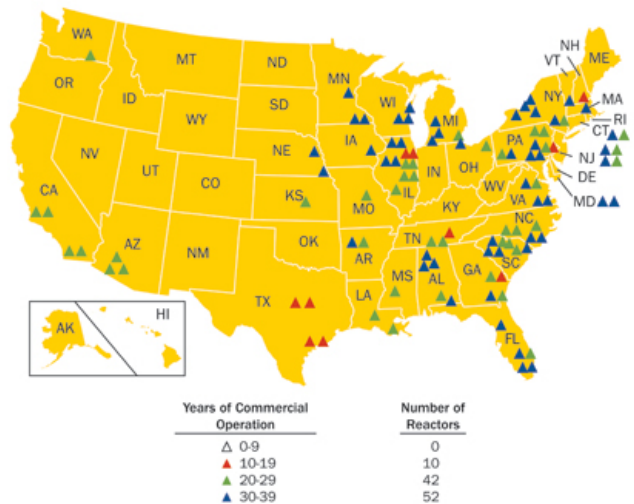 NH
VT
ME
WA
MT
ND
MN
OR
ID
SD
WI
NY
MA
WY
MI
RI
CT
IA
PA
NV
NE
NJ
UT
CO
IL
IN
OH
DE
CA
KS
MO
WV
VA
MD
KY
NC
AZ
NM
OK
TN
AR
SC
MS
AL
GA
TX
LA
FL
AK
HI
Years of Commercial Operation
Number of Reactors
0-9 0
10-19 10
20-29 42
30-39 52